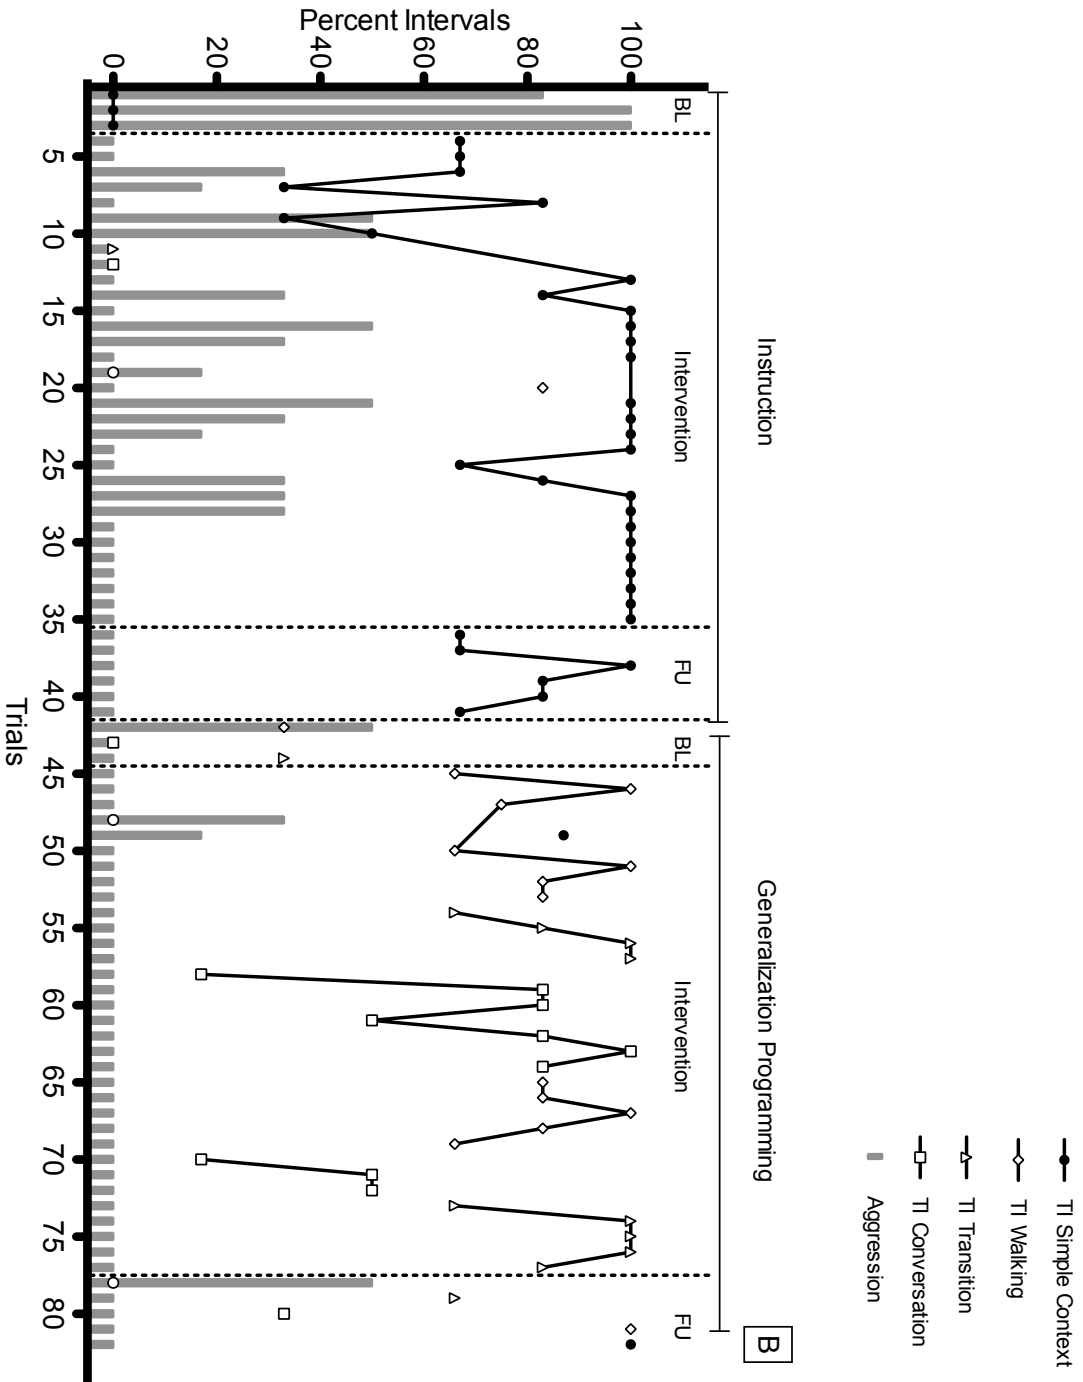 TI Simple Context
TI Walking
TI Transition
TI Conversation
Aggression
B
Instruction
Generalization Programming
BL
Intervention
FU
BL
Intervention
FU
Percent Intervals
100
80
60
40
20
0
5
10
15
20
25
30
35
40
45
50
55
60
65
70
75
80
Trials